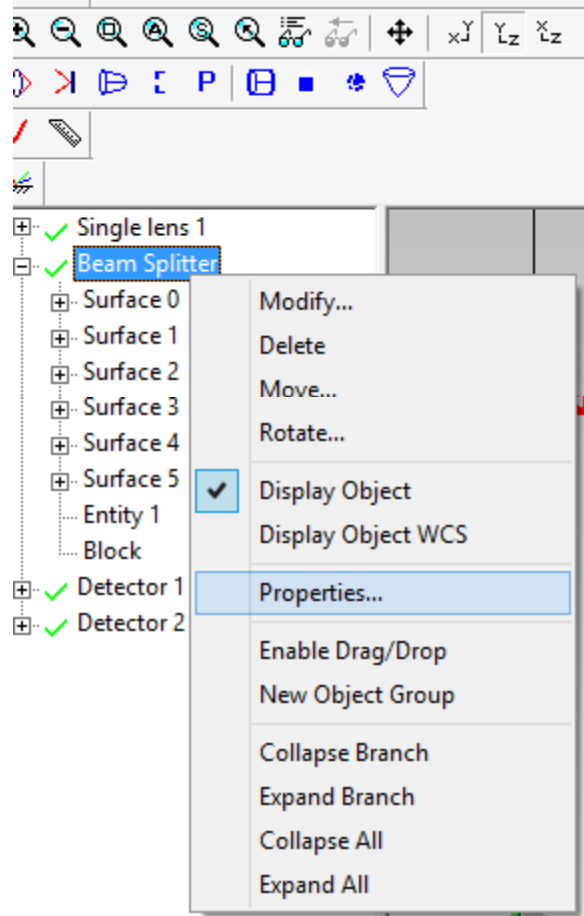 P
Single lens 1
Beam Splitter
Surface 0
Surface 1
Surface 2
Surface 3
Surface 4
Surface 5
Entity 1
Block
Detector 1
Detector 2
Modify...
Delete
Move...
Rotate...
Display Object
Display Object WCS
Properties...
Enable Drag/Drop
New Object Group
Collapse Branch
Expand Branch
Collapse All
Expand All